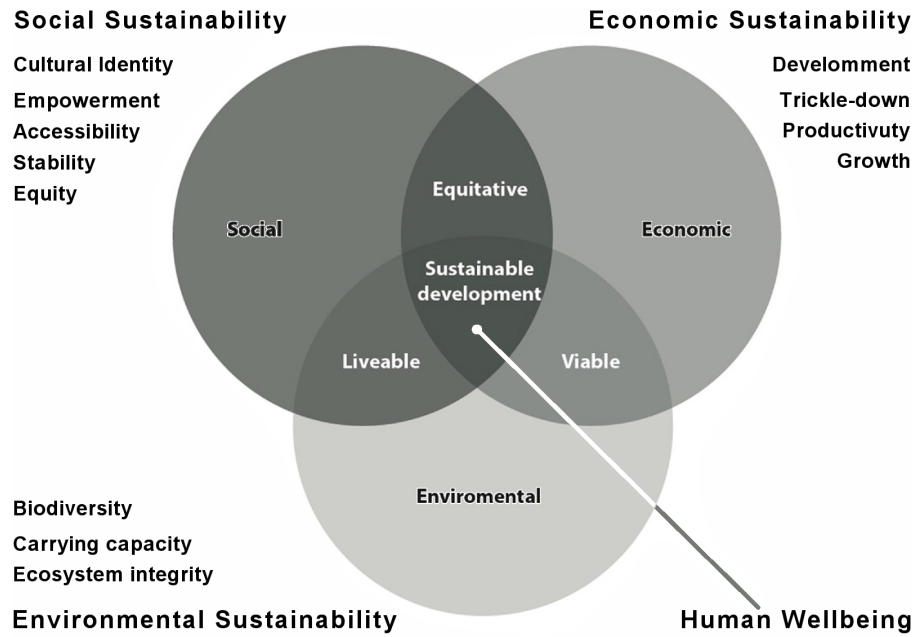 Social Sustainability
Economic Sustainability
Cultural Identity
Empowerment
Accessibility
Stability
Equity
Develomment
Trickle-down
Productivuty
Growth
Equitative
Social
Economic
Sustainable
development
Liveable
Viable
Enviromental
Biodiversity
Carrying capacity
Ecosystem integrity
Environmental Sustainability
Human Wellbeing